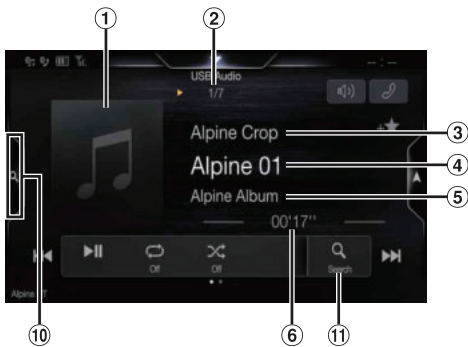 ① ②
USB Audio
-- : --
1/7
Alpine Crop ③
Alpine 01 ④
Alpine Album ⑤
00'17"
Off Off Search
⑩ ⑥ ⑪